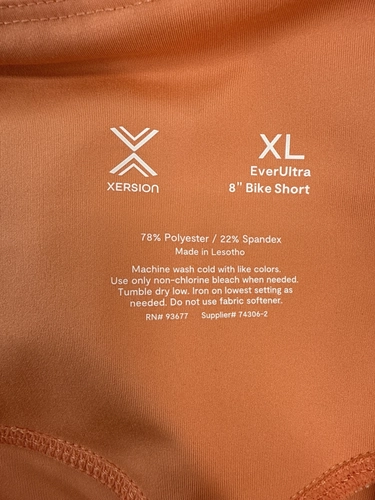 XERSION
XL
EverUltra
8" Bike Short
78% Polyester / 22% Spandex
Made in Lesotho
Machine wash cold with like colors.
Use only non-chlorine bleach when needed.
Tumble dry low. Iron on lowest setting as
needed. Do not use fabric softener.
RN# 93677 Supplier# 74306-2